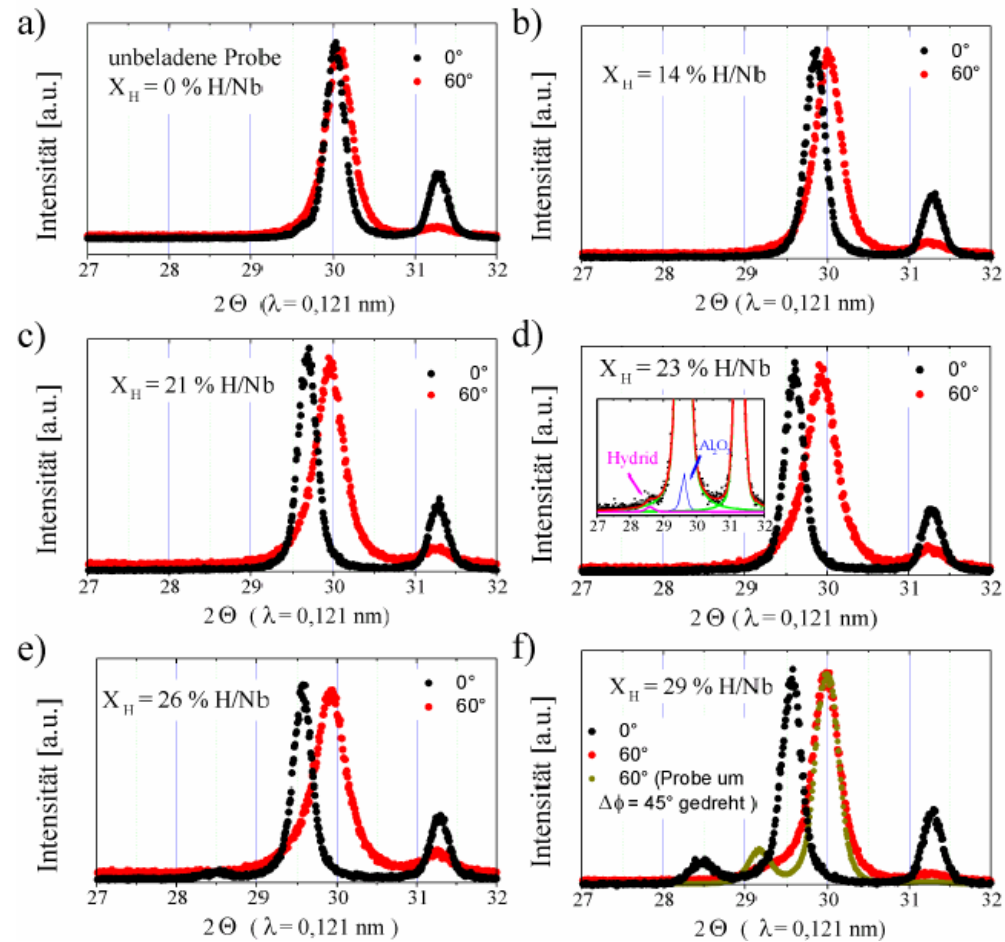 a)
unbeladene Probe
X_H = 0 % H/Nb
0°
60°
Intensität [a.u.]
27 28 29 30 31 32
2Θ (λ= 0,121 nm)
b)
X_H = 14 % H/Nb
0°
60°
Intensität [a.u.]
27 28 29 30 31 32
2Θ (λ= 0,121 nm)
c)
X_H = 21 % H/Nb
0°
60°
Intensität [a.u.]
27 28 29 30 31 32
2Θ ( λ= 0,121 nm)
d)
X_H = 23 % H/Nb
0°
60°
Al2O3
Hydrid
27 28 29 30 31 32
Intensität [a.u.]
27 28 29 30 31 32
2Θ ( λ= 0,121 nm)
e)
X_H = 26 % H/Nb
0°
60°
Intensität [a.u.]
27 28 29 30 31 32
2Θ ( λ= 0,121 nm )
f)
X_H = 29 % H/Nb
0°
60°
60° (Probe um
Δϕ = 45° gedreht )
Intensität [a.u.]
27 28 29 30 31 32
2Θ ( λ= 0,121 nm)